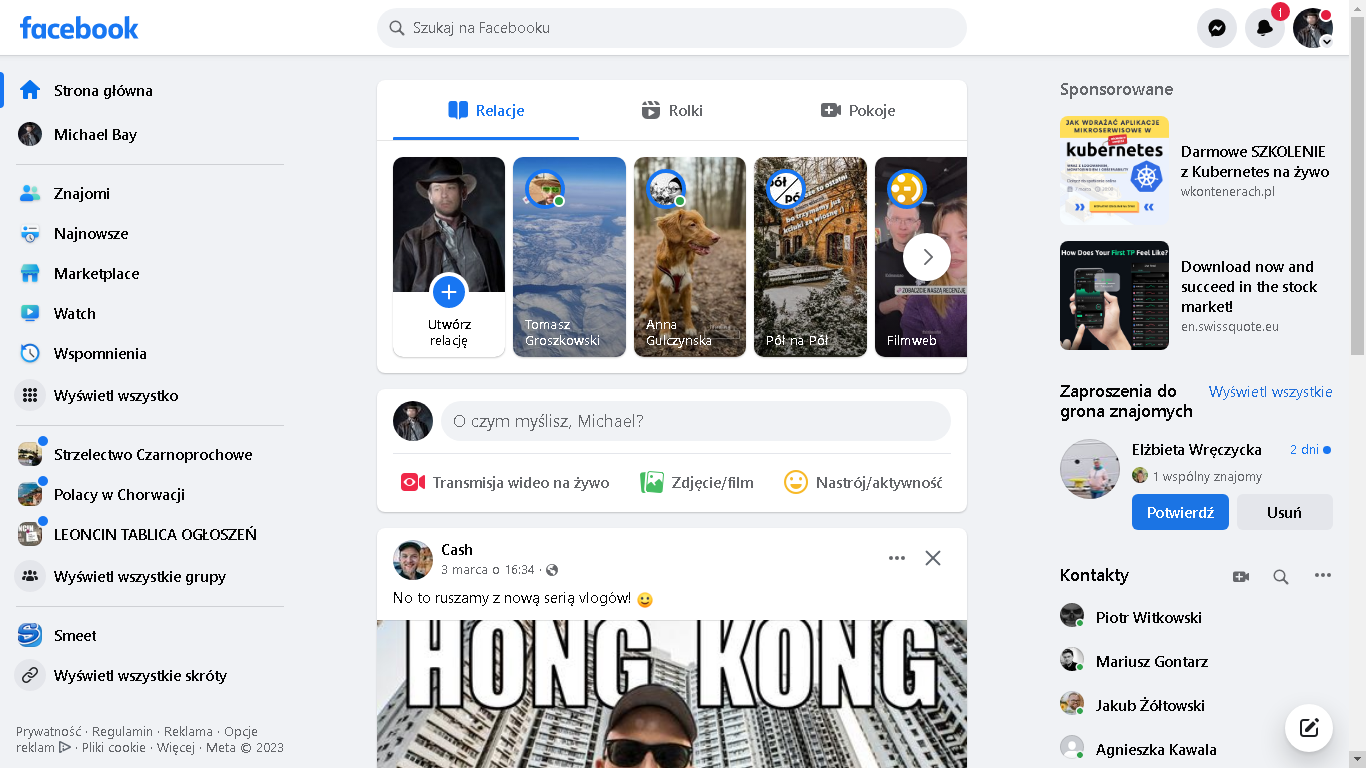 facebook
Szukaj na Facebooku
1
Strona główna
Michael Bay
Znajomi
Najnowsze
Marketplace
Watch
Wspomnienia
Wyświetl wszystko
Strzelectwo Czarnoprochowe
Polacy w Chorwacji
LEONCIN TABLICA OGŁOSZEŃ
Wyświetl wszystkie grupy
Smeet
Wyświetl wszystkie skróty
Prywatność · Regulamin · Reklama · Opcje
reklam · Pliki cookie · Więcej · Meta © 2023
Relacje
Rolki
Pokoje
Utwórz
relację
Tomasz
Groszkowski
Anna
Gulczynska
pół
pó
Pół na Pół
ZOBACZCIE NASZĄ RECENZJĘ
Filmweb
O czym myślisz, Michael?
Transmisja wideo na żywo
Zdjęcie/film
Nastrój/aktywność
Cash
3 marca o 16:34 ·
No to ruszamy z nową serią vlogów!
HONG KONG
Sponsorowane
JAK WDRAŻAĆ APLIKACJE
MIKROSERWISOWE W
kubernetes
Darmowe SZKOLENIE
z Kubernetes na żywo
wkontenerach.pl
How Does Your First TP Feel Like?
Download now and
succeed in the stock
market!
en.swissquote.eu
Zaproszenia do
grona znajomych
Wyświetl wszystkie
Elżbieta Wręczycka
2 dni
1 wspólny znajomy
Potwierdź
Usuń
Kontakty
Piotr Witkowski
Mariusz Gontarz
Jakub Żółtowski
Agnieszka Kawala